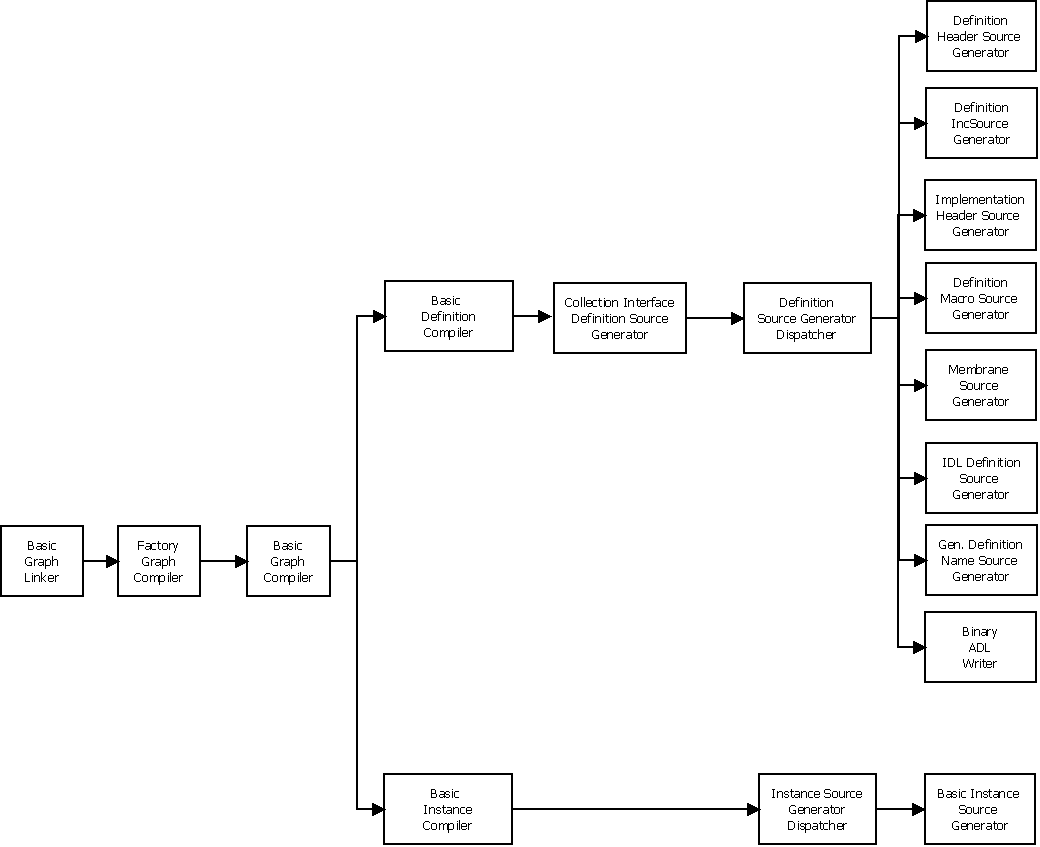 Definition
Header Source
Generator
Definition
IncSource
Generator
Implementation
Header Source
Generator
Basic
Definition
Compiler
Collection Interface
Definition Source
Generator
Definition
Source Generator
Dispatcher
Definition
Macro Source
Generator
Membrane
Source
Generator
IDL Definition
Source
Generator
Basic
Graph
Linker
Factory
Graph
Compiler
Basic
Graph
Compiler
Gen. Definition
Name Source
Generator
Binary
ADL
Writer
Basic
Instance
Compiler
Instance Source
Generator
Dispatcher
Basic Instance
Source
Generator